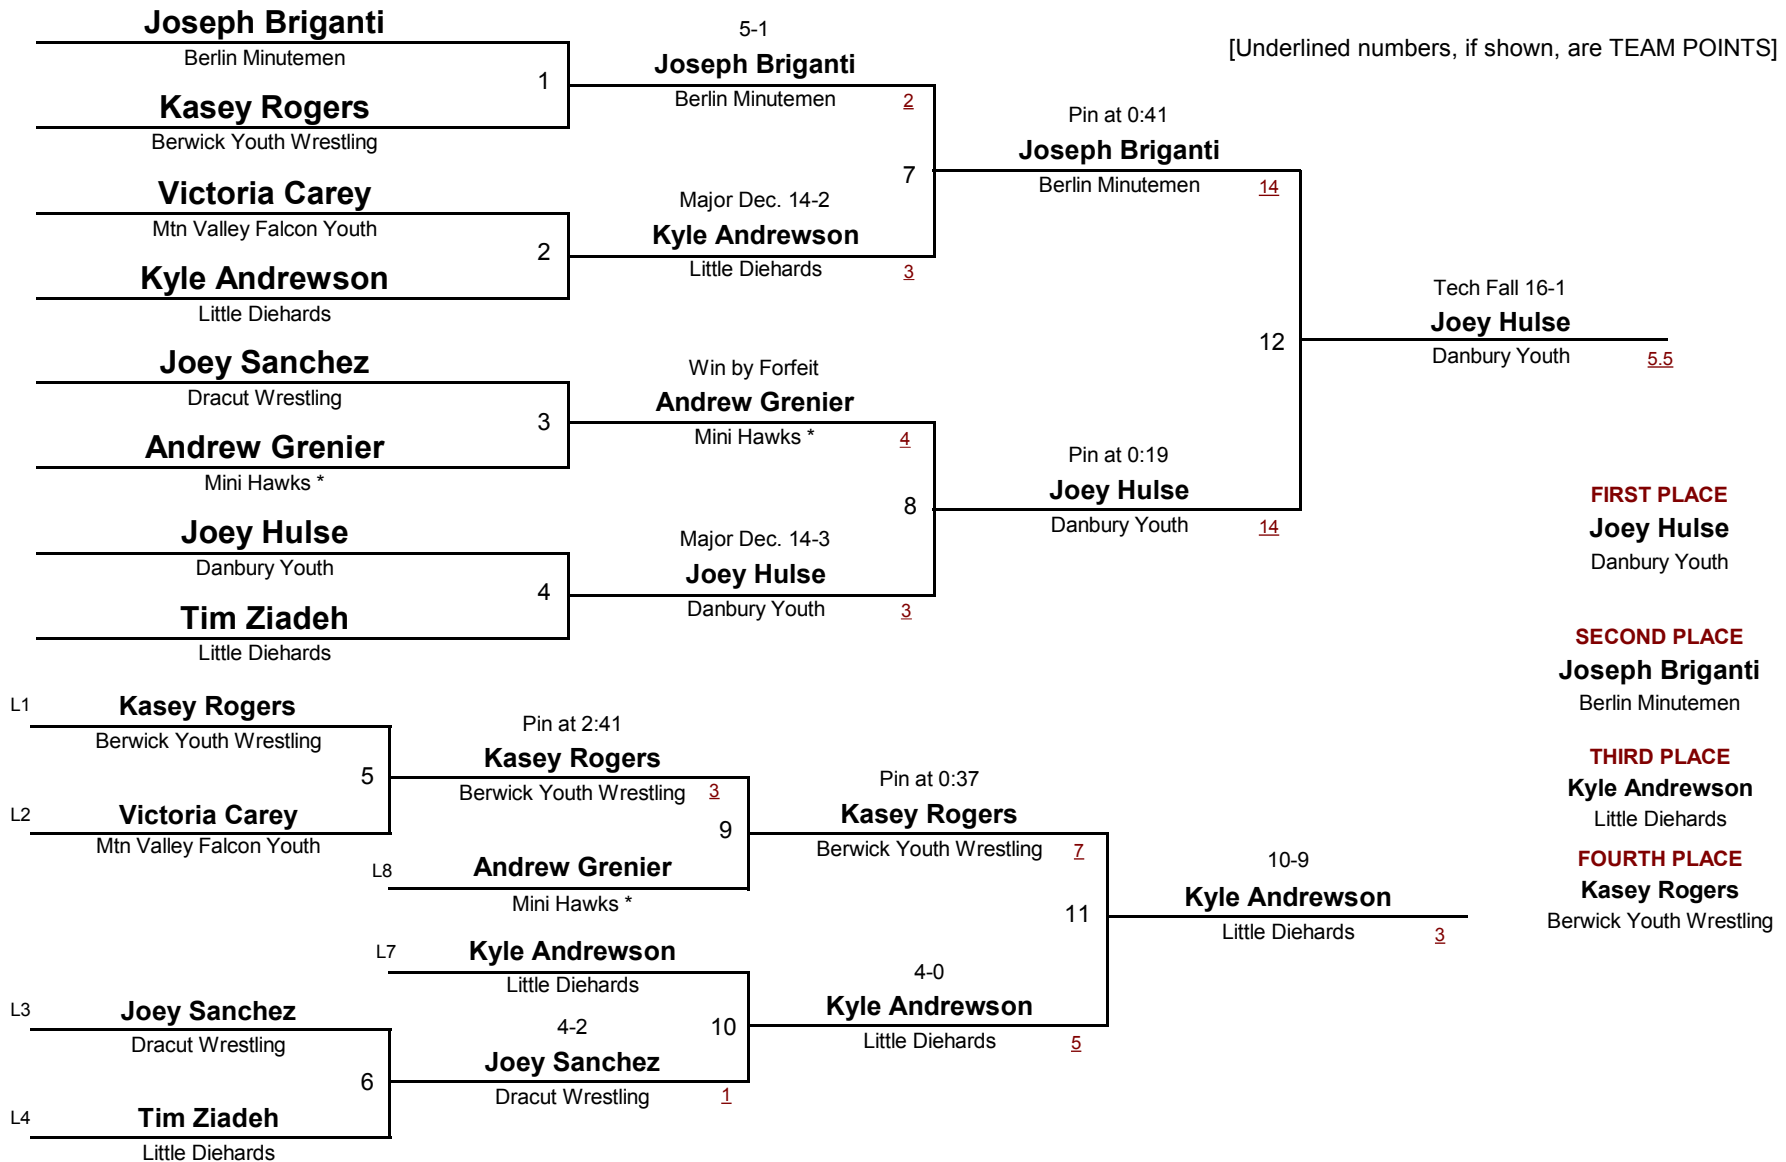 [Underlined numbers, if shown, are TEAM POINTS]
Joseph Briganti
Berlin Minutemen
1
Kasey Rogers
Berwick Youth Wrestling
Victoria Carey
Mtn Valley Falcon Youth
2
Kyle Andrewson
Little Diehards
Joey Sanchez
Dracut Wrestling
3
Andrew Grenier
Mini Hawks *
Joey Hulse
Danbury Youth
4
Tim Ziadeh
Little Diehards
5-1
Joseph Briganti
Berlin Minutemen 2
7
Major Dec. 14-2
Kyle Andrewson
Little Diehards 3
Win by Forfeit
Andrew Grenier
Mini Hawks * 4
8
Major Dec. 14-3
Joey Hulse
Danbury Youth 3
Pin at 0:41
Joseph Briganti
Berlin Minutemen 14
12
Pin at 0:19
Joey Hulse
Danbury Youth 14
Tech Fall 16-1
Joey Hulse
Danbury Youth 5.5
FIRST PLACE
Joey Hulse
Danbury Youth
SECOND PLACE
Joseph Briganti
Berlin Minutemen
THIRD PLACE
Kyle Andrewson
Little Diehards
FOURTH PLACE
Kasey Rogers
Berwick Youth Wrestling
L1 Kasey Rogers
Berwick Youth Wrestling
5
L2 Victoria Carey
Mtn Valley Falcon Youth
L3 Joey Sanchez
Dracut Wrestling
6
L4 Tim Ziadeh
Little Diehards
Pin at 2:41
Kasey Rogers
Berwick Youth Wrestling 3
9
L8 Andrew Grenier
Mini Hawks *
L7 Kyle Andrewson
Little Diehards
4-2 10
Joey Sanchez
Dracut Wrestling 1
Pin at 0:37
Kasey Rogers
Berwick Youth Wrestling 7
11
4-0
Kyle Andrewson
Little Diehards 5
10-9
Kyle Andrewson
Little Diehards 3